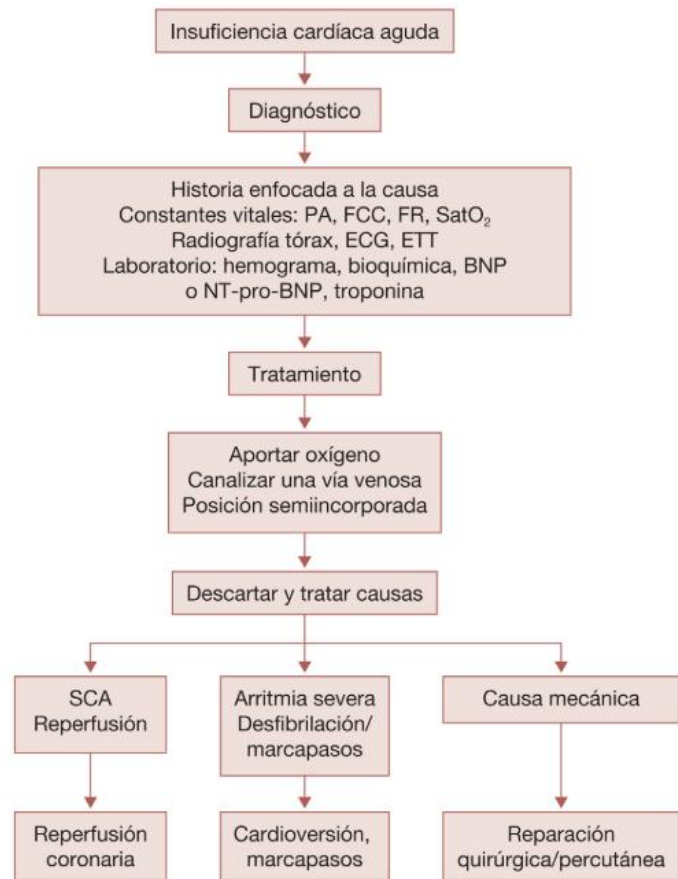 Insuficiencia cardíaca aguda
Diagnóstico
Historia enfocada a la causa
Constantes vitales: PA, FCC, FR, SatO₂
Radiografía tórax, ECG, ETT
Laboratorio: hemograma, bioquímica, BNP
o NT-pro-BNP, troponina
Tratamiento
Aportar oxígeno
Canalizar una vía venosa
Posición semiincorporada
Descartar y tratar causas
SCA
Reperfusión
Arritmia severa
Desfibrilación/
marcapasos
Causa mecánica
Reperfusión
coronaria
Cardioversión,
marcapasos
Reparación
quirúrgica/percutánea